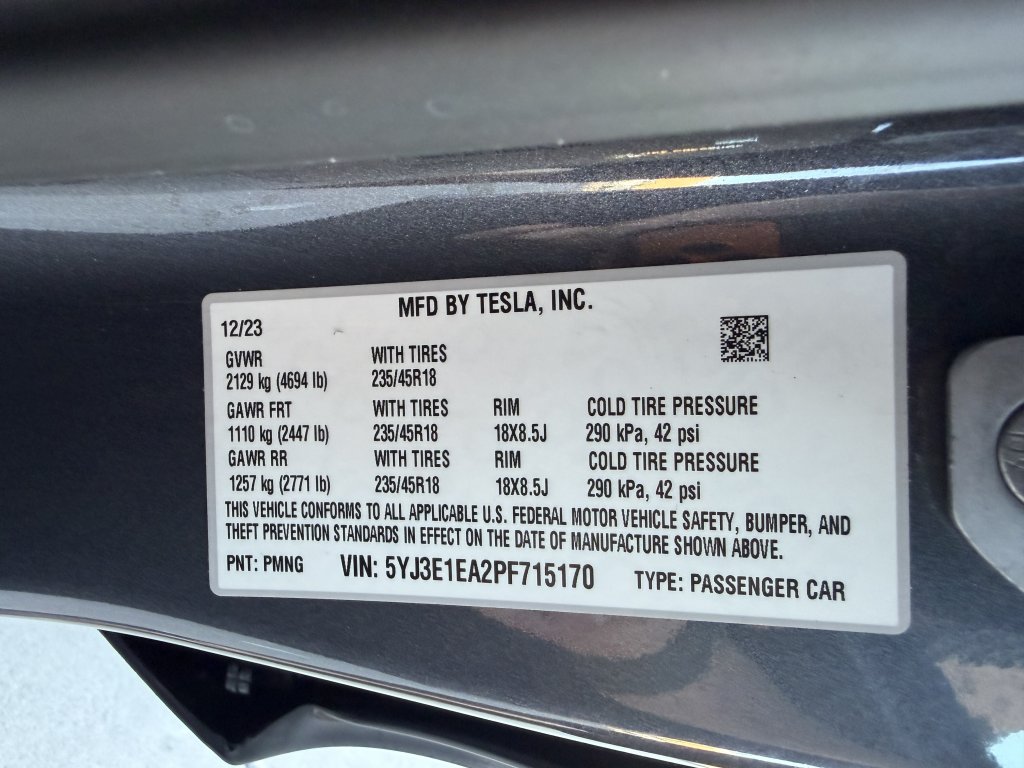 MFD BY TESLA, INC.
12/23
GVWR WITH TIRES
2129 kg (4694 lb) 235/45R18
GAWR FRT WITH TIRES RIM COLD TIRE PRESSURE
1110 kg (2447 lb) 235/45R18 18X8.5J 290 kPa, 42 psi
GAWR RR WITH TIRES RIM COLD TIRE PRESSURE
1257 kg (2771 lb) 235/45R18 18X8.5J 290 kPa, 42 psi
THIS VEHICLE CONFORMS TO ALL APPLICABLE U.S. FEDERAL MOTOR VEHICLE SAFETY, BUMPER, AND
THEFT PREVENTION STANDARDS IN EFFECT ON THE DATE OF MANUFACTURE SHOWN ABOVE.
PNT: PMNG VIN: 5YJ3E1EA2PF715170 TYPE: PASSENGER CAR